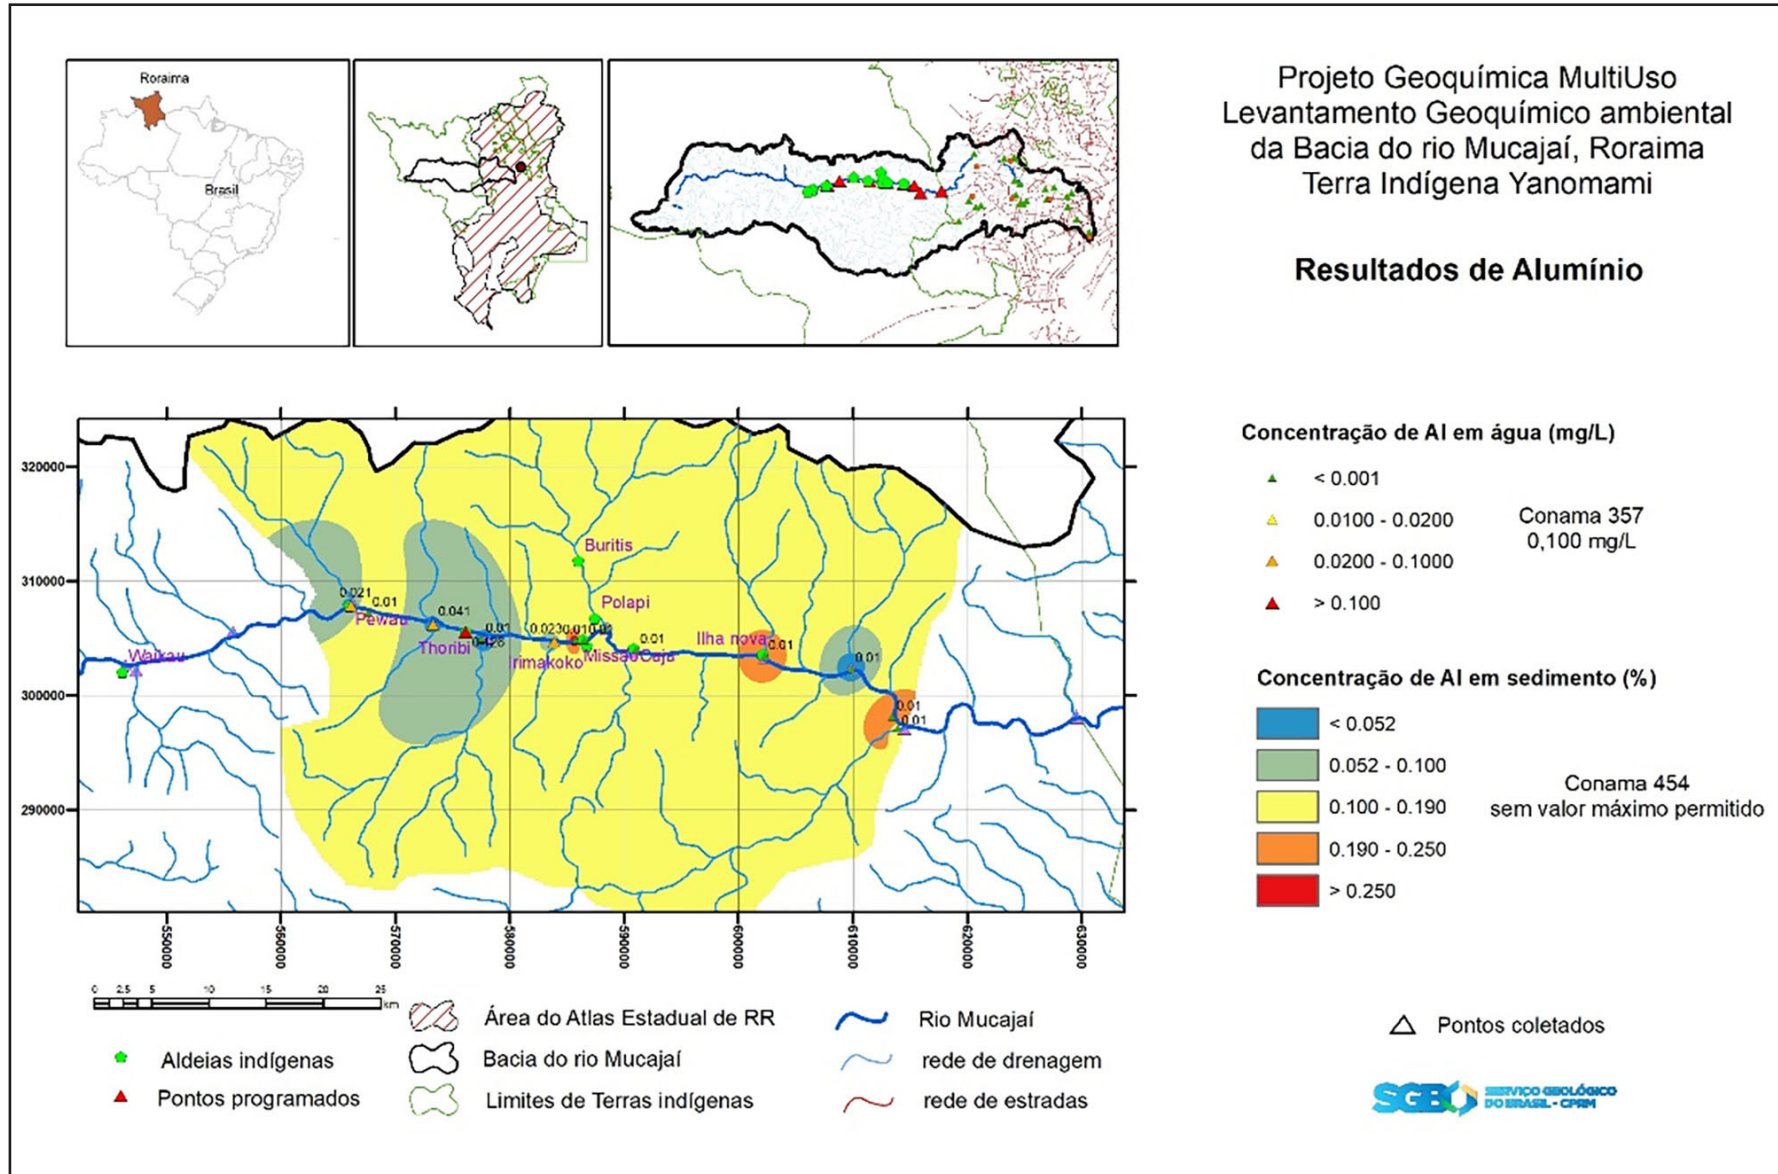 Roraima
Brasil
Projeto Geoquímica MultiUso
Levantamento Geoquímico ambiental
da Bacia do rio Mucajaí, Roraima
Terra Indígena Yanomami
Resultados de Alumínio
320000
310000
300000
290000
550000
560000
570000
580000
590000
600000
610000
620000
630000
Buritis
Polapi
0.021
0.01
Pewau
0.041
0.01
Thoribi
0.023
Irimakoko
Missão
Cuja
0.01
Ilha nova
0.01
0.01
0.01
0.01
Waikau
Concentração de Al em água (mg/L)
< 0.001
0.0100 - 0.0200
0.0200 - 0.1000
> 0.100
Conama 357
0,100 mg/L
Concentração de Al em sedimento (%)
< 0.052
0.052 - 0.100
0.100 - 0.190
0.190 - 0.250
> 0.250
Conama 454
sem valor máximo permitido
0 2.5 5 10 15 20 25
km
Aldeias indígenas
Pontos programados
Área do Atlas Estadual de RR
Bacia do rio Mucajaí
Limites de Terras indígenas
Rio Mucajaí
rede de drenagem
rede de estradas
Pontos coletados
SGB
SERVIÇO GEOLÓGICO
DO BRASIL - CPRM